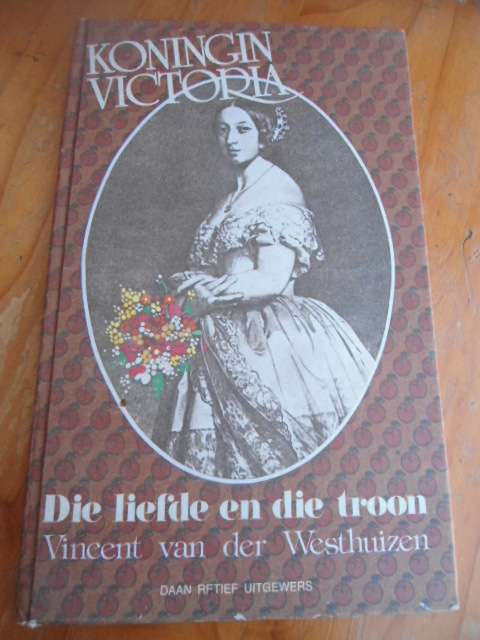 KONINGIN
VICTORIA
Die liefde en die troon
Vincent van der Westhuizen
DAAN RETIEF UITGEWERS